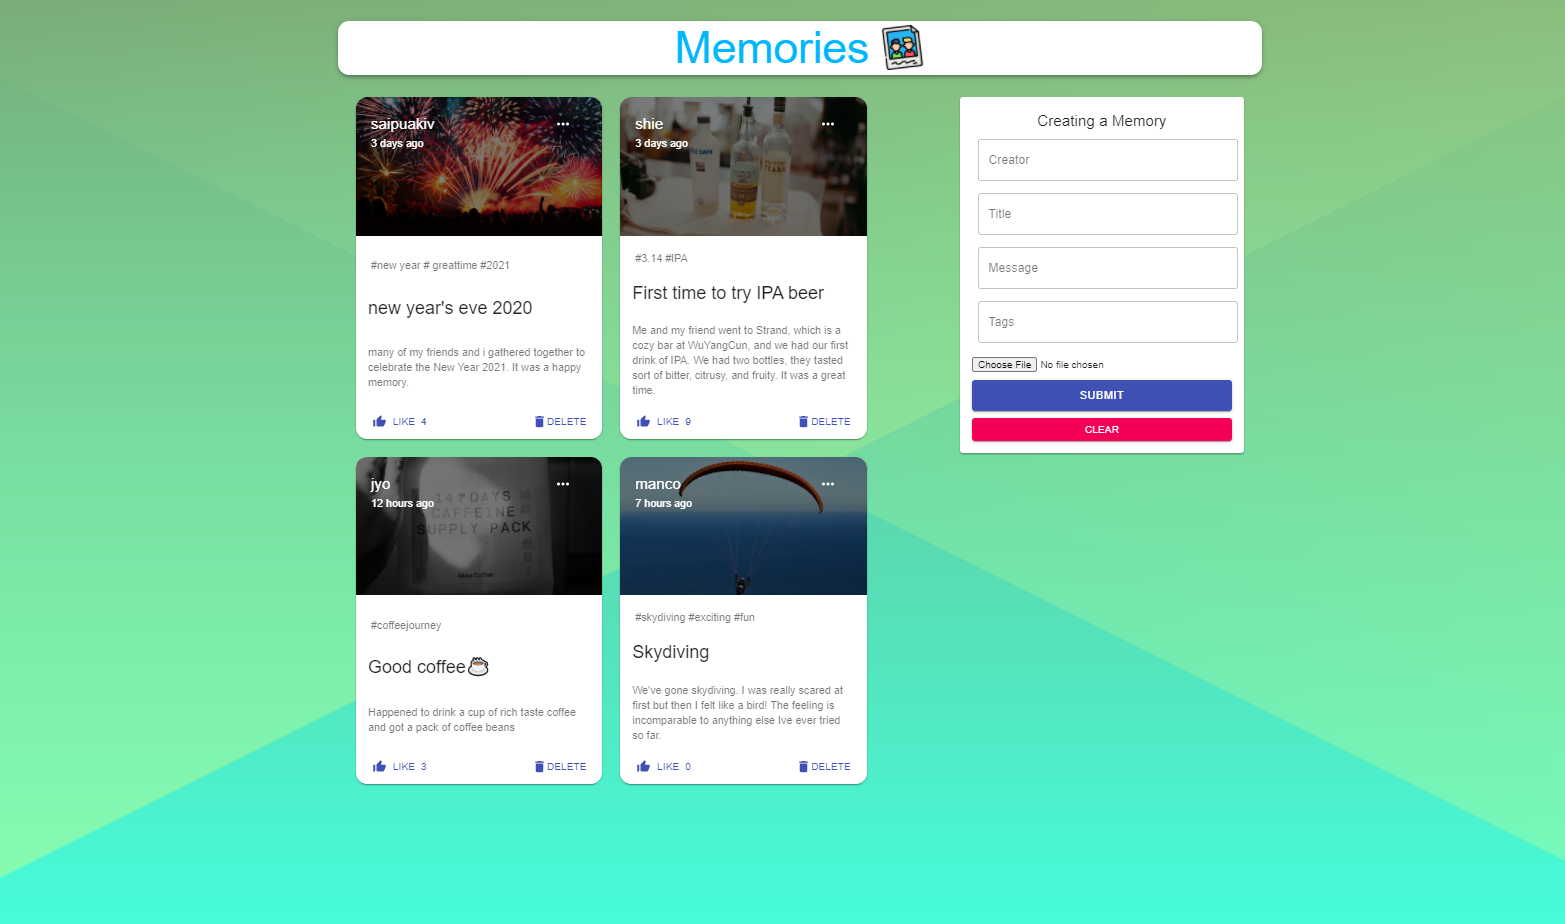 Memories
saipuakiv
3 days ago
#new year # greattime #2021
new year's eve 2020
many of my friends and i gathered together to
celebrate the New Year 2021. It was a happy
memory.
LIKE 4
DELETE
shie
3 days ago
#3.14 #IPA
First time to try IPA beer
Me and my friend went to Strand, which is a
cozy bar at WuYangCun, and we had our first
drink of IPA. We had two bottles, they tasted
sort of bitter, citrusy, and fruity. It was a great
time.
LIKE 9
DELETE
jyo
12 hours ago
DAYS
CAFFEINE
SUPPLY PACK
#coffeejourney
Good coffee☕
Happened to drink a cup of rich taste coffee
and got a pack of coffee beans
LIKE 3
DELETE
manco
7 hours ago
#skydiving #exciting #fun
Skydiving
We've gone skydiving. I was really scared at
first but then I felt like a bird! The feeling is
incomparable to anything else Ive ever tried
so far.
LIKE 0
DELETE
Creating a Memory
Creator
Title
Message
Tags
Choose File No file chosen
SUBMIT
CLEAR